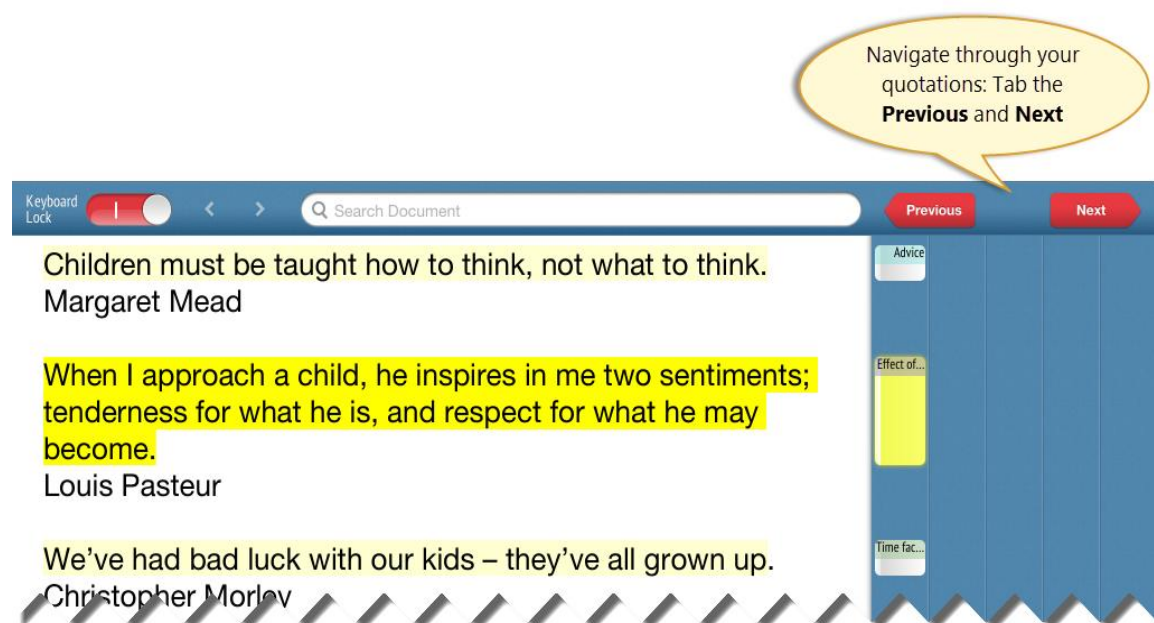 Navigate through your
quotations: Tab the
Previous and Next
Keyboard
Lock
Search Document
Previous
Next
Children must be taught how to think, not what to think.
Margaret Mead
Advice
When I approach a child, he inspires in me two sentiments;
tenderness for what he is, and respect for what he may
become.
Louis Pasteur
Effect of...
We've had bad luck with our kids – they've all grown up.
Christopher Morley
Time fac...